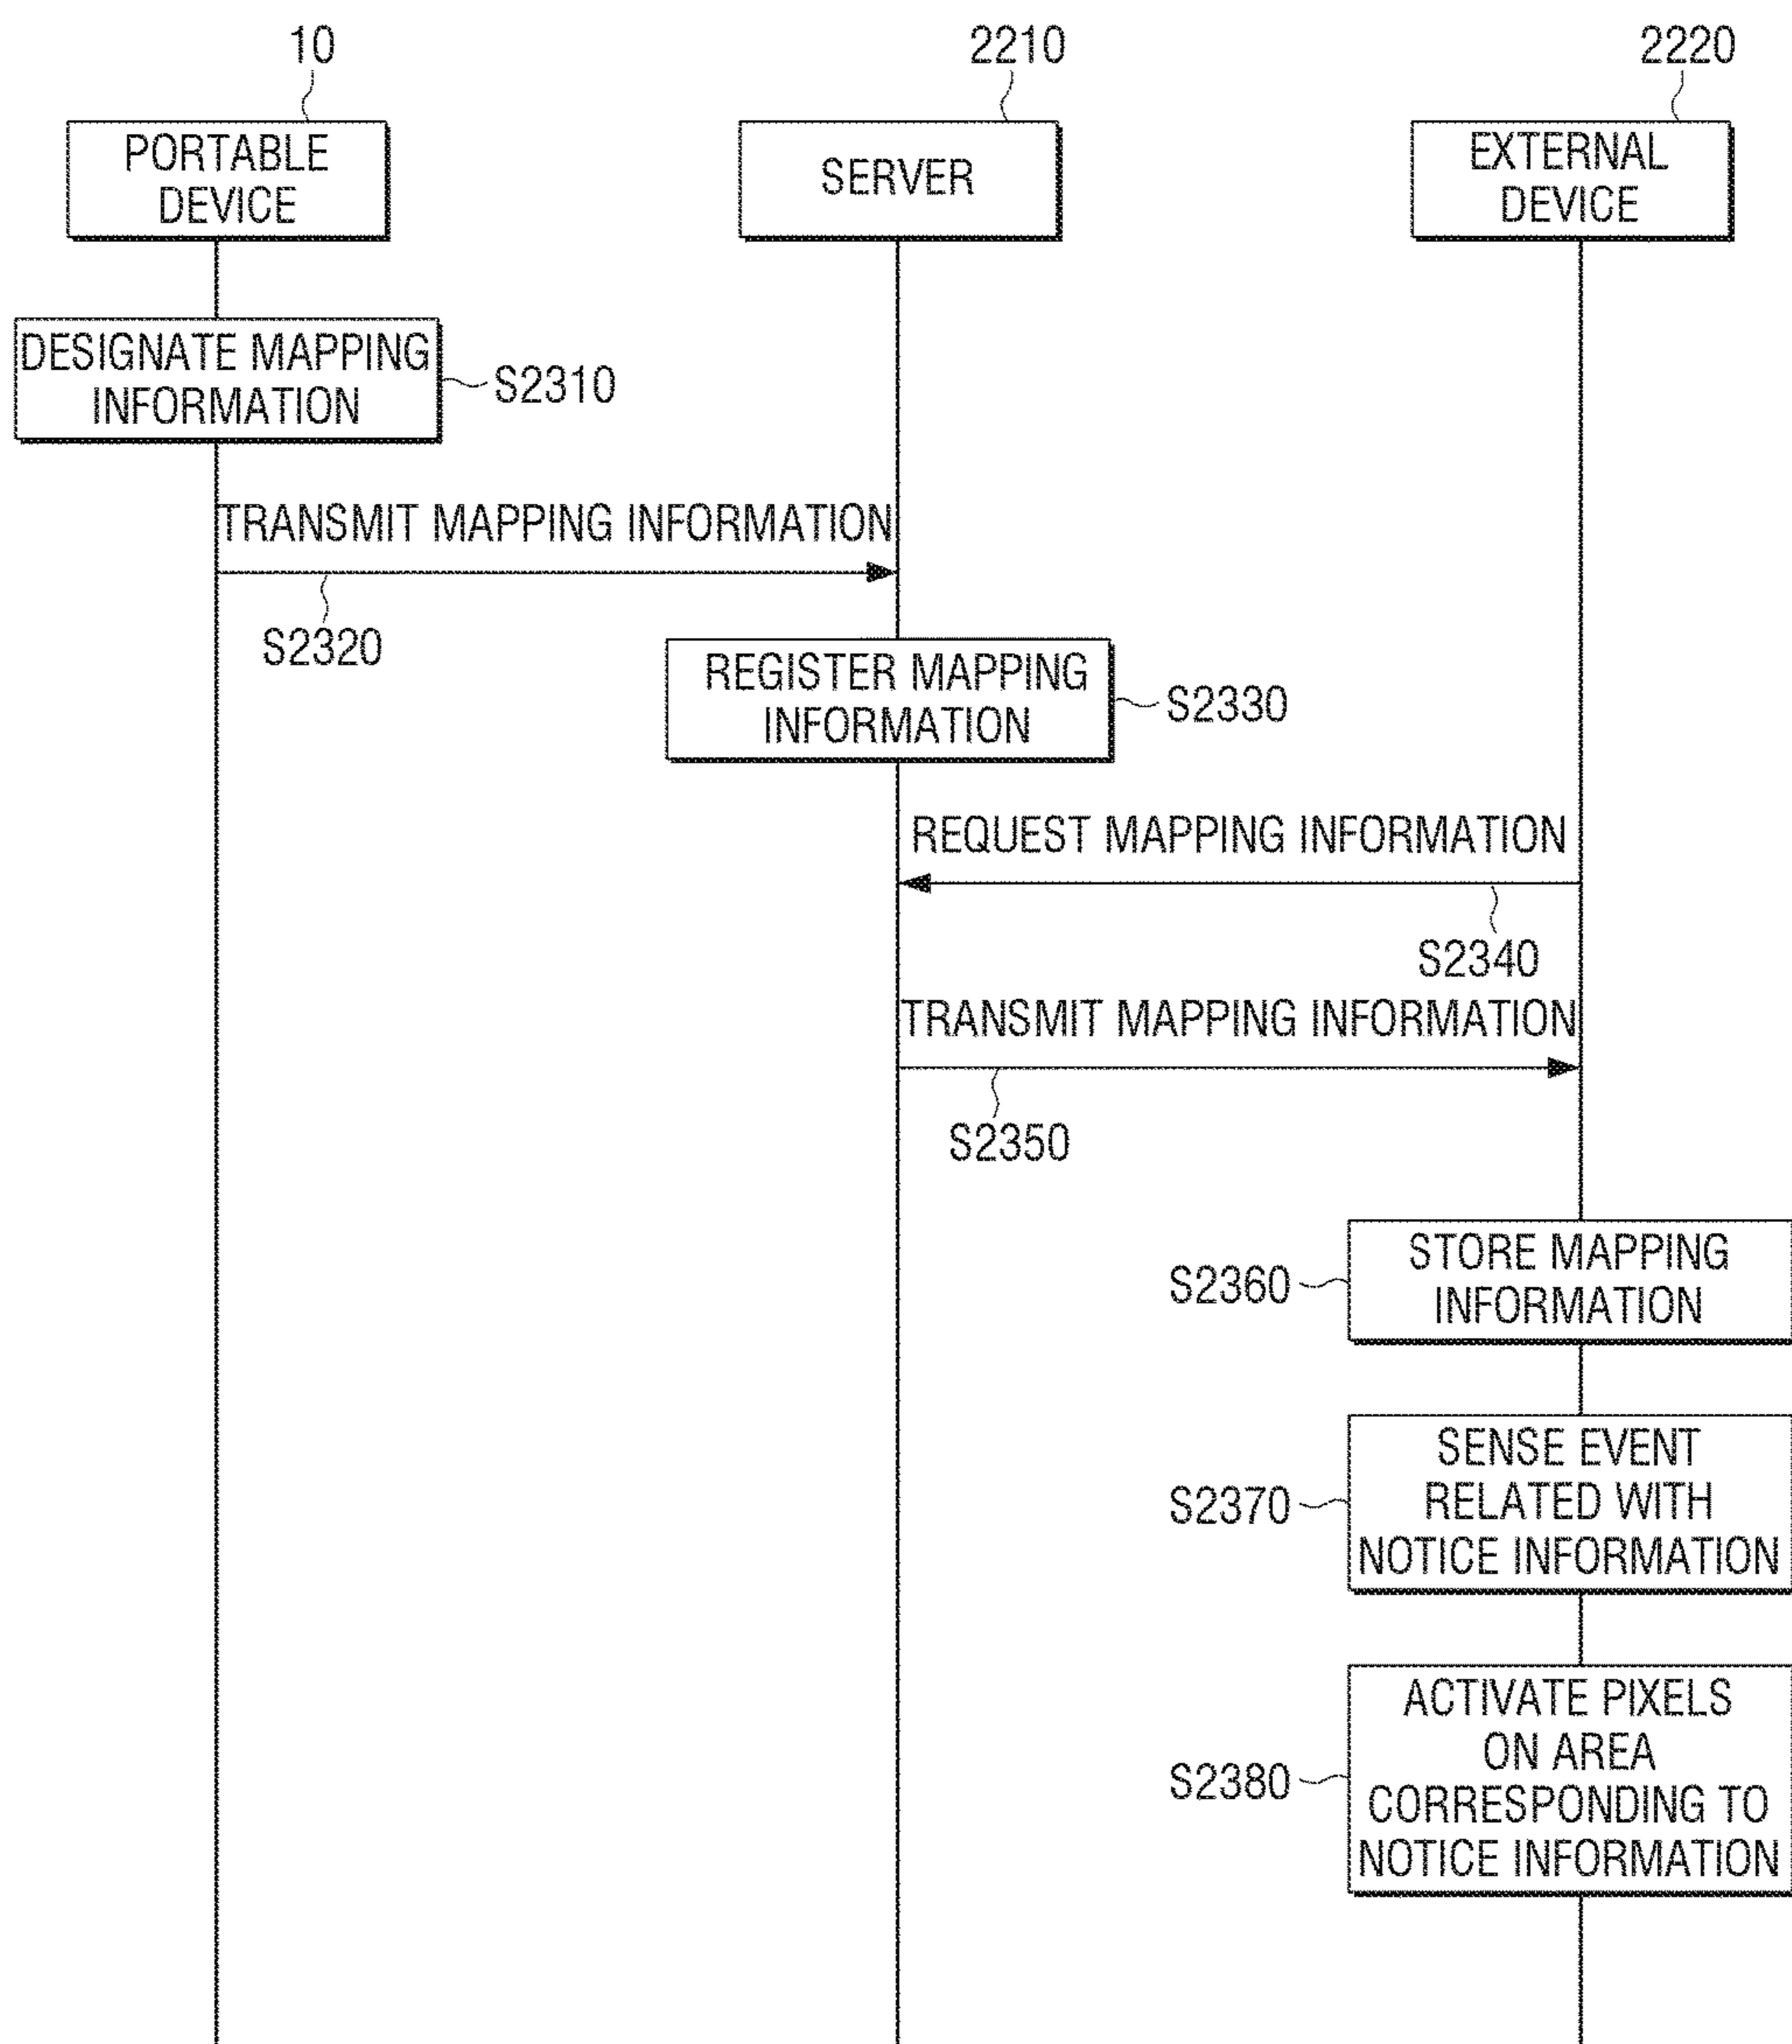 10
2210
2220
PORTABLE
DEVICE
SERVER
EXTERNAL
DEVICE
DESIGNATE MAPPING
INFORMATION
S2310
TRANSMIT MAPPING INFORMATION
S2320
REGISTER MAPPING
INFORMATION
S2330
REQUEST MAPPING INFORMATION
S2340
TRANSMIT MAPPING INFORMATION
S2350
STORE MAPPING
INFORMATION
S2360
SENSE EVENT
RELATED WITH
NOTICE INFORMATION
S2370
ACTIVATE PIXELS
ON AREA
CORRESPONDING TO
NOTICE INFORMATION
S2380